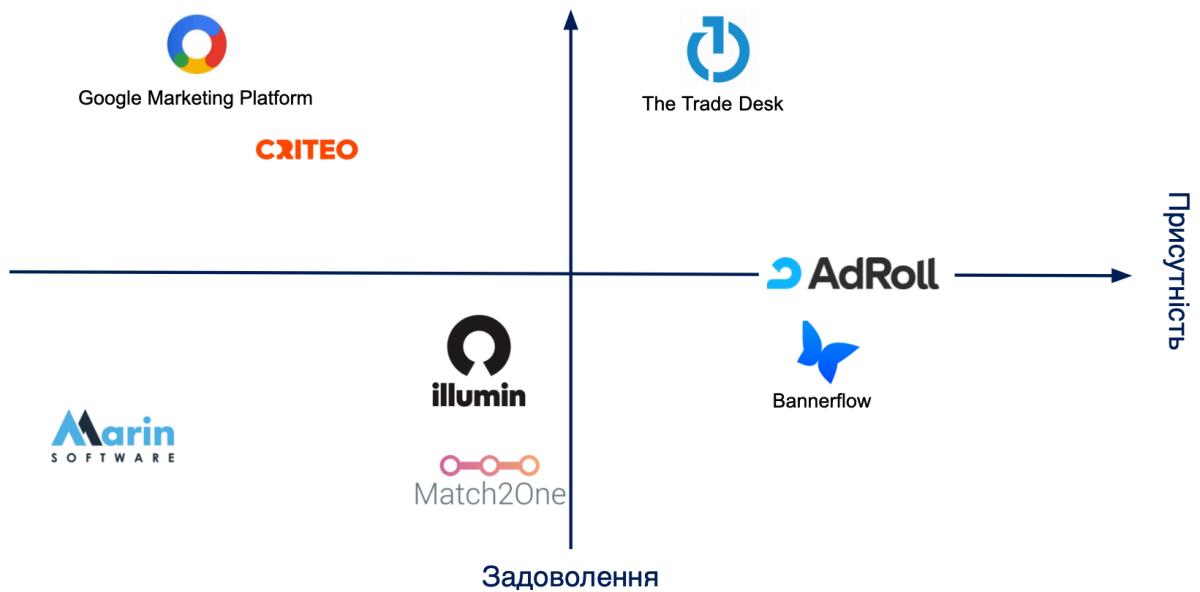 Google Marketing Platform
The Trade Desk
CRITEO
Присутність
AdRoll
illumin
Bannerflow
Marin
SOFTWARE
Match2One
Задоволення